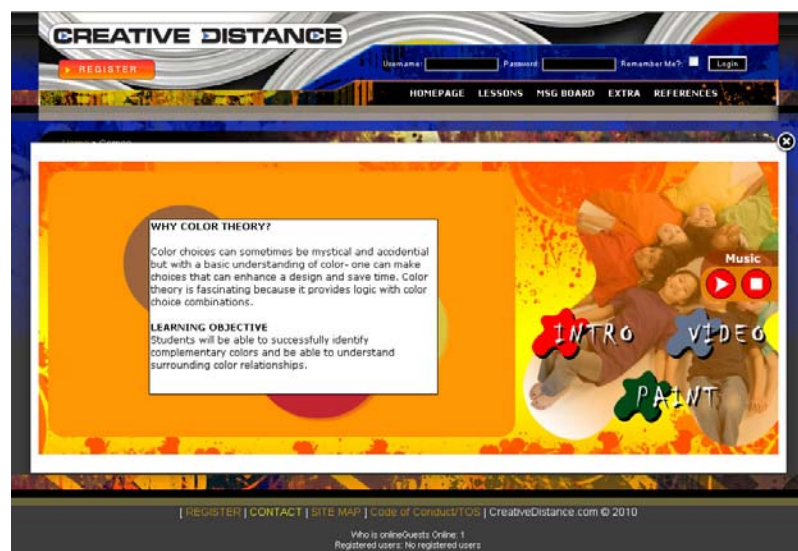 CREATIVE DISTANCE
REGISTER
Username: Password: Remember Me?: Login
HOMEPAGE LESSONS MSG BOARD EXTRA REFERENCES
Home > Games
WHY COLOR THEORY?
Color choices can sometimes be mystical and accidential
but with a basic understanding of color- one can make
choices that can enhance a design and save time. Color
theory is fascinating because it provides logic with color
choice combinations.
LEARNING OBJECTIVE
Students will be able to successfully identify
complementary colors and be able to understand
surrounding color relationships.
Music
INTRO
VIDEO
PAINT
[ REGISTER | CONTACT | SITE MAP ] Code of Conduct/TOS | CreativeDistance.com © 2010
Who is onlineGuests Online: 1
Registered users: No registered users